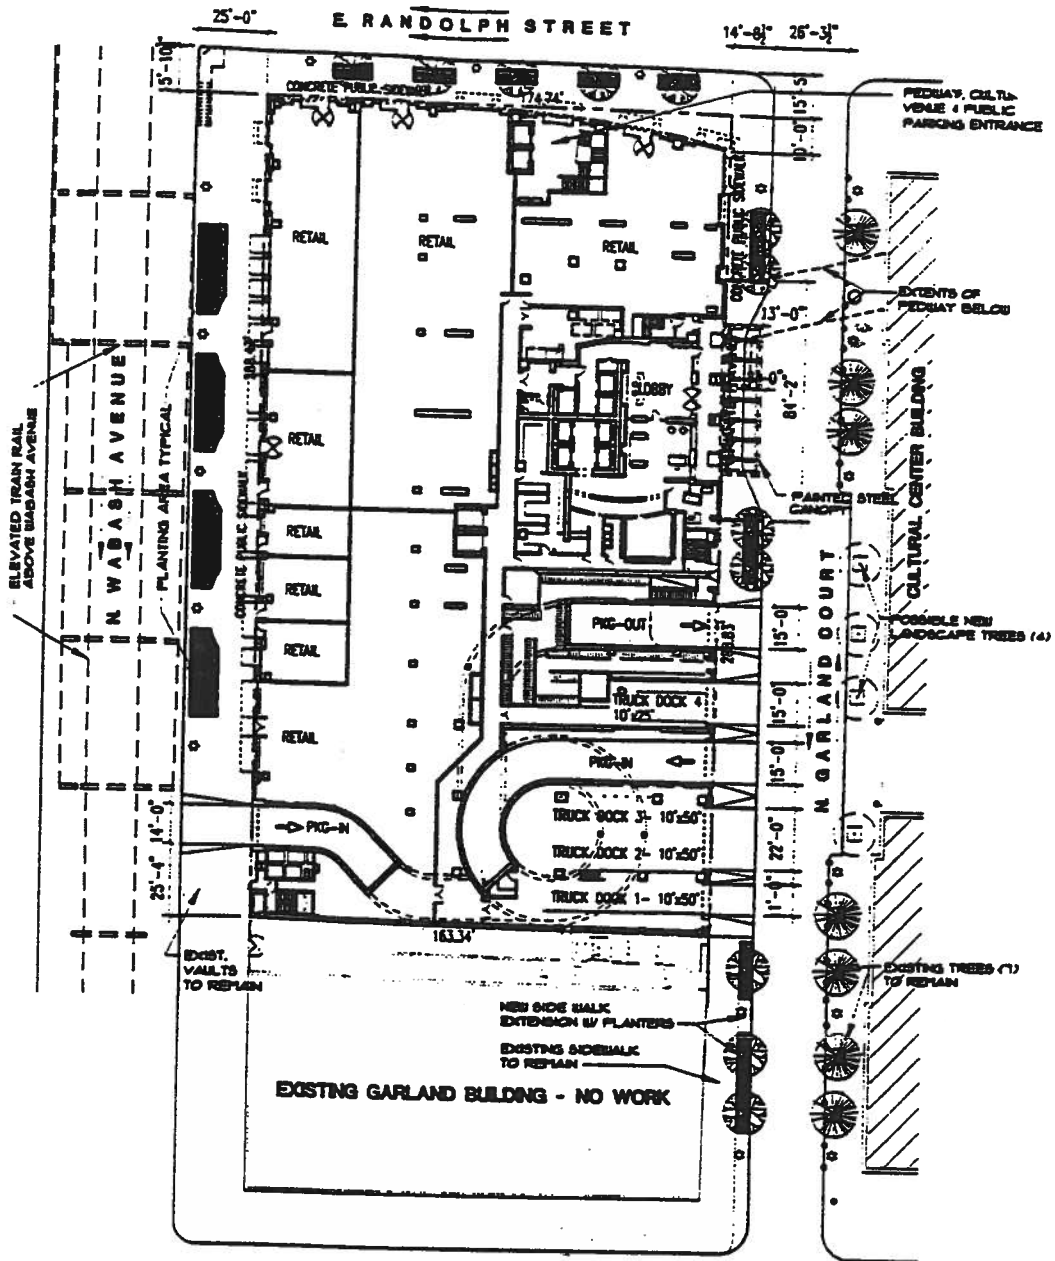 E. RANDOLPH STREET
25'-0"
14'-8½"
26'-3½"
15'-10"
CONCRETE PUBLIC SIDEWALK
174.74'
15'-5"
10'-0"
PEDWAY, CULTU
VENUE & PUBLIC
PARKING ENTRANCE
CONCRETE PUBLIC SIDEWALK
RETAIL
RETAIL
RETAIL
EXTENTS OF
PEDWAY BELOW
13'-0"
84'-2"
LOBBY
ELEVATED TRAIN RAIL
ABOVE WABASH AVENUE
N. WABASH AVENUE
PLANTING AREA TYPICAL
CONCRETE PUBLIC SIDEWALK
RETAIL
RETAIL
RETAIL
RETAIL
RETAIL
PAINTED STEEL
CANOPY
CULTURAL CENTER BUILDING
N. GARLAND COURT
POSSIBLE NEW
LANDSCAPE TREES (4)
PKG-OUT
15'-0"
TRUCK DOCK 4
10'x25'
15'-0"
PKG-IN
15'-0"
TRUCK DOCK 3- 10'x50'
TRUCK DOCK 2- 10'x50'
TRUCK DOCK 1- 10'x50'
22'-0"
1'-0"
14'-0"
25'-4"
PKG-IN
163.34'
EXIST.
VAULTS
TO REMAIN
EXISTING TREES (7)
TO REMAIN
NEW SIDE WALK
EXTENSION W/ PLANTERS
EXISTING SIDEWALK
TO REMAIN
EXISTING GARLAND BUILDING - NO WORK